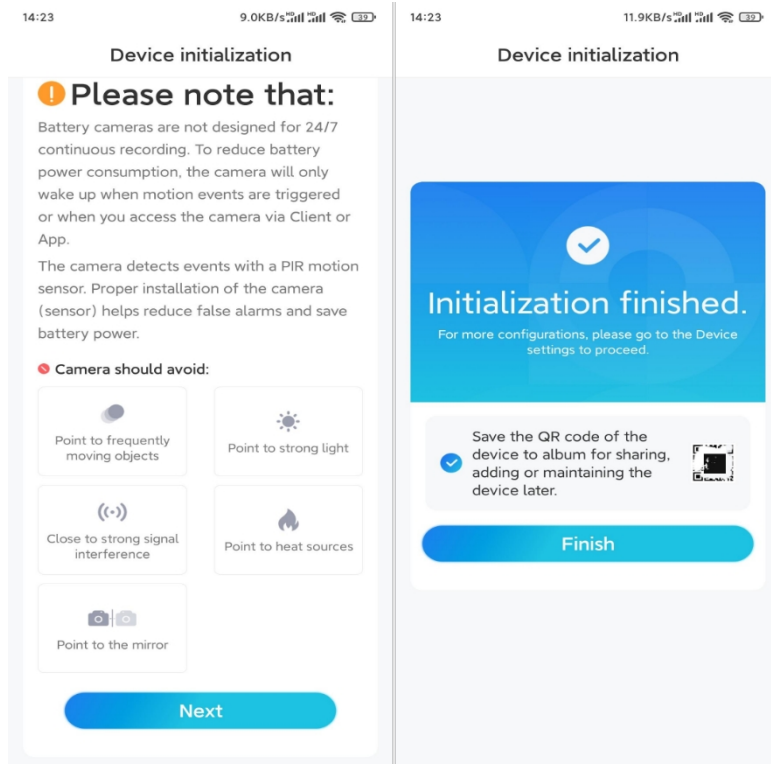 14:23
9.0KB/s HD HD 39
Device initialization
Please note that:
Battery cameras are not designed for 24/7
continuous recording. To reduce battery
power consumption, the camera will only
wake up when motion events are triggered
or when you access the camera via Client or
App.
The camera detects events with a PIR motion
sensor. Proper installation of the camera
(sensor) helps reduce false alarms and save
battery power.
Camera should avoid:
Point to frequently
moving objects
Point to strong light
Close to strong signal
interference
Point to heat sources
Point to the mirror
Next
14:23
11.9KB/s HD HD 39
Device initialization
Initialization finished.
For more configurations, please go to the Device
settings to proceed.
Save the QR code of the
device to album for sharing,
adding or maintaining the
device later.
Finish